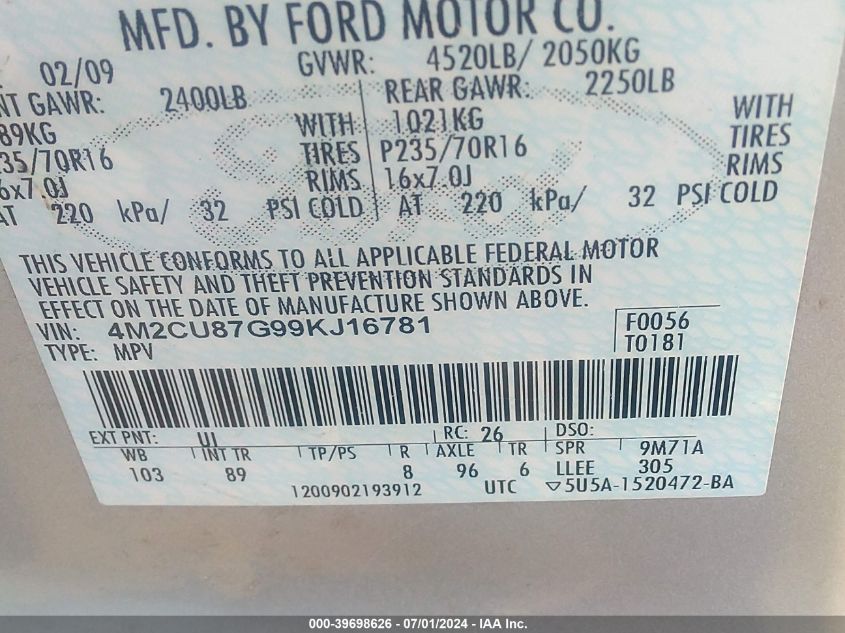 MFD. BY FORD MOTOR CO.
02/09 GVWR: 4520LB/ 2050KG
NT GAWR: 2400LB REAR GAWR: 2250LB
89KG WITH 1021KG WITH
35/70R16 TIRES P235/70R16 TIRES
6x7.0J RIMS 16x7.0J RIMS
AT 220 kPa/ 32 PSI COLD AT 220 kPa/ 32 PSI COLD
THIS VEHICLE CONFORMS TO ALL APPLICABLE FEDERAL MOTOR
VEHICLE SAFETY AND THEFT PREVENTION STANDARDS IN
EFFECT ON THE DATE OF MANUFACTURE SHOWN ABOVE.
VIN: 4M2CU87G99KJ16781 F0056
TYPE: MPV T0181
EXT PNT: UI RC: 26 DSO:
WB INT TR TP/PS R AXLE TR SPR 9M71A
103 89 8 96 6 LLEE 305
1200902193912 UTC ▽5U5A-1520472-BA
000-39698626 - 07/01/2024 - IAA Inc.